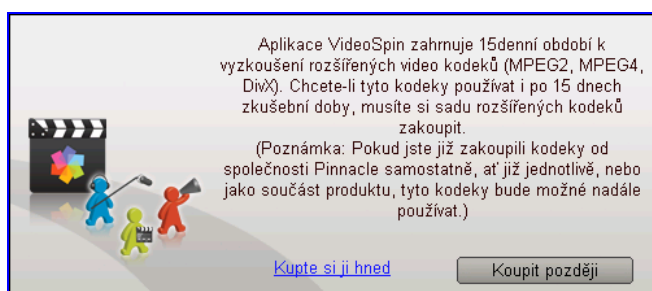 Aplikace VideoSpin zahrnuje 15denní období k
vyzkoušení rozšířených video kodeků (MPEG2, MPEG4,
DivX). Chcete-li tyto kodeky používat i po 15 dnech
zkušební doby, musíte si sadu rozšířených kodeků
zakoupit.
(Poznámka: Pokud jste již zakoupili kodeky od
společnosti Pinnacle samostatně, ať již jednotlivě, nebo
jako součást produktu, tyto kodeky bude možné nadále
používat.)
Kupte si ji hned
Koupit později